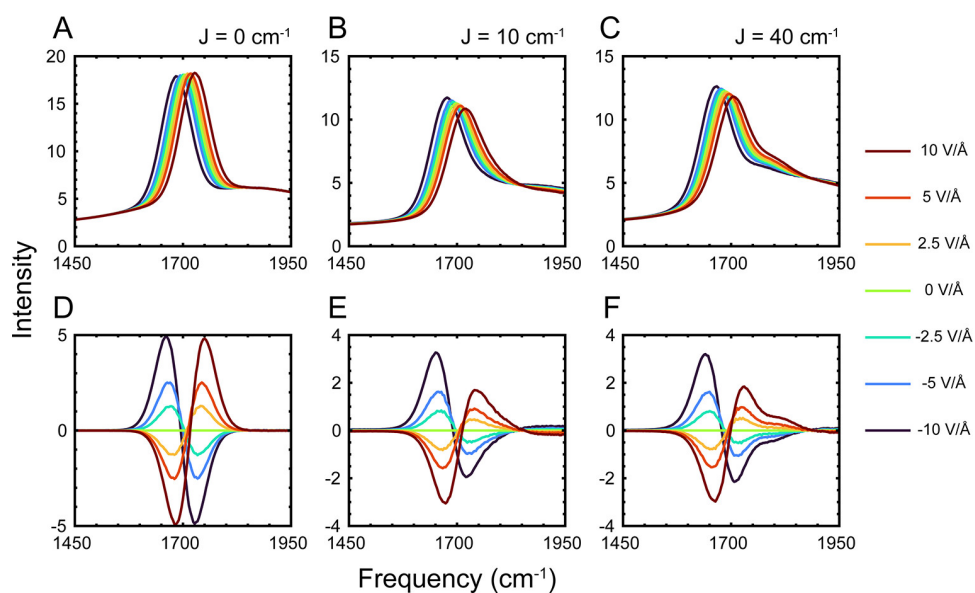 A
J = 0 cm⁻¹
B
J = 10 cm⁻¹
C
J = 40 cm⁻¹
20
15
10
5
0
1450
1700
1950
15
10
5
0
1450
1700
1950
15
10
5
0
1450
1700
1950
Intensity
D
E
F
5
0
-5
1450
1700
1950
4
2
0
-2
-4
1450
1700
1950
4
2
0
-2
-4
1450
1700
1950
Frequency (cm⁻¹)
10 V/Å
5 V/Å
2.5 V/Å
0 V/Å
-2.5 V/Å
-5 V/Å
-10 V/Å